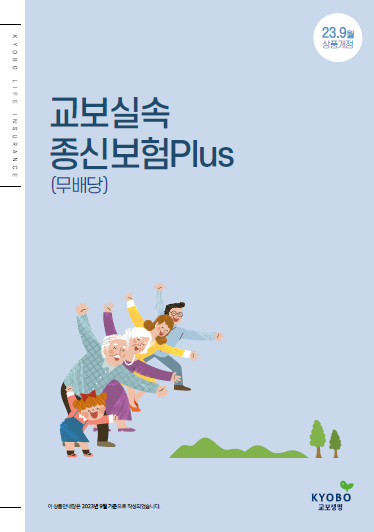 23.9월
상품개정
KYOBO LIFE INSURANCE
교보실속
종신보험Plus
(무배당)
이 상품안내장은 2023년 9월 기준으로 작성되었습니다.
KYOBO
교보생명